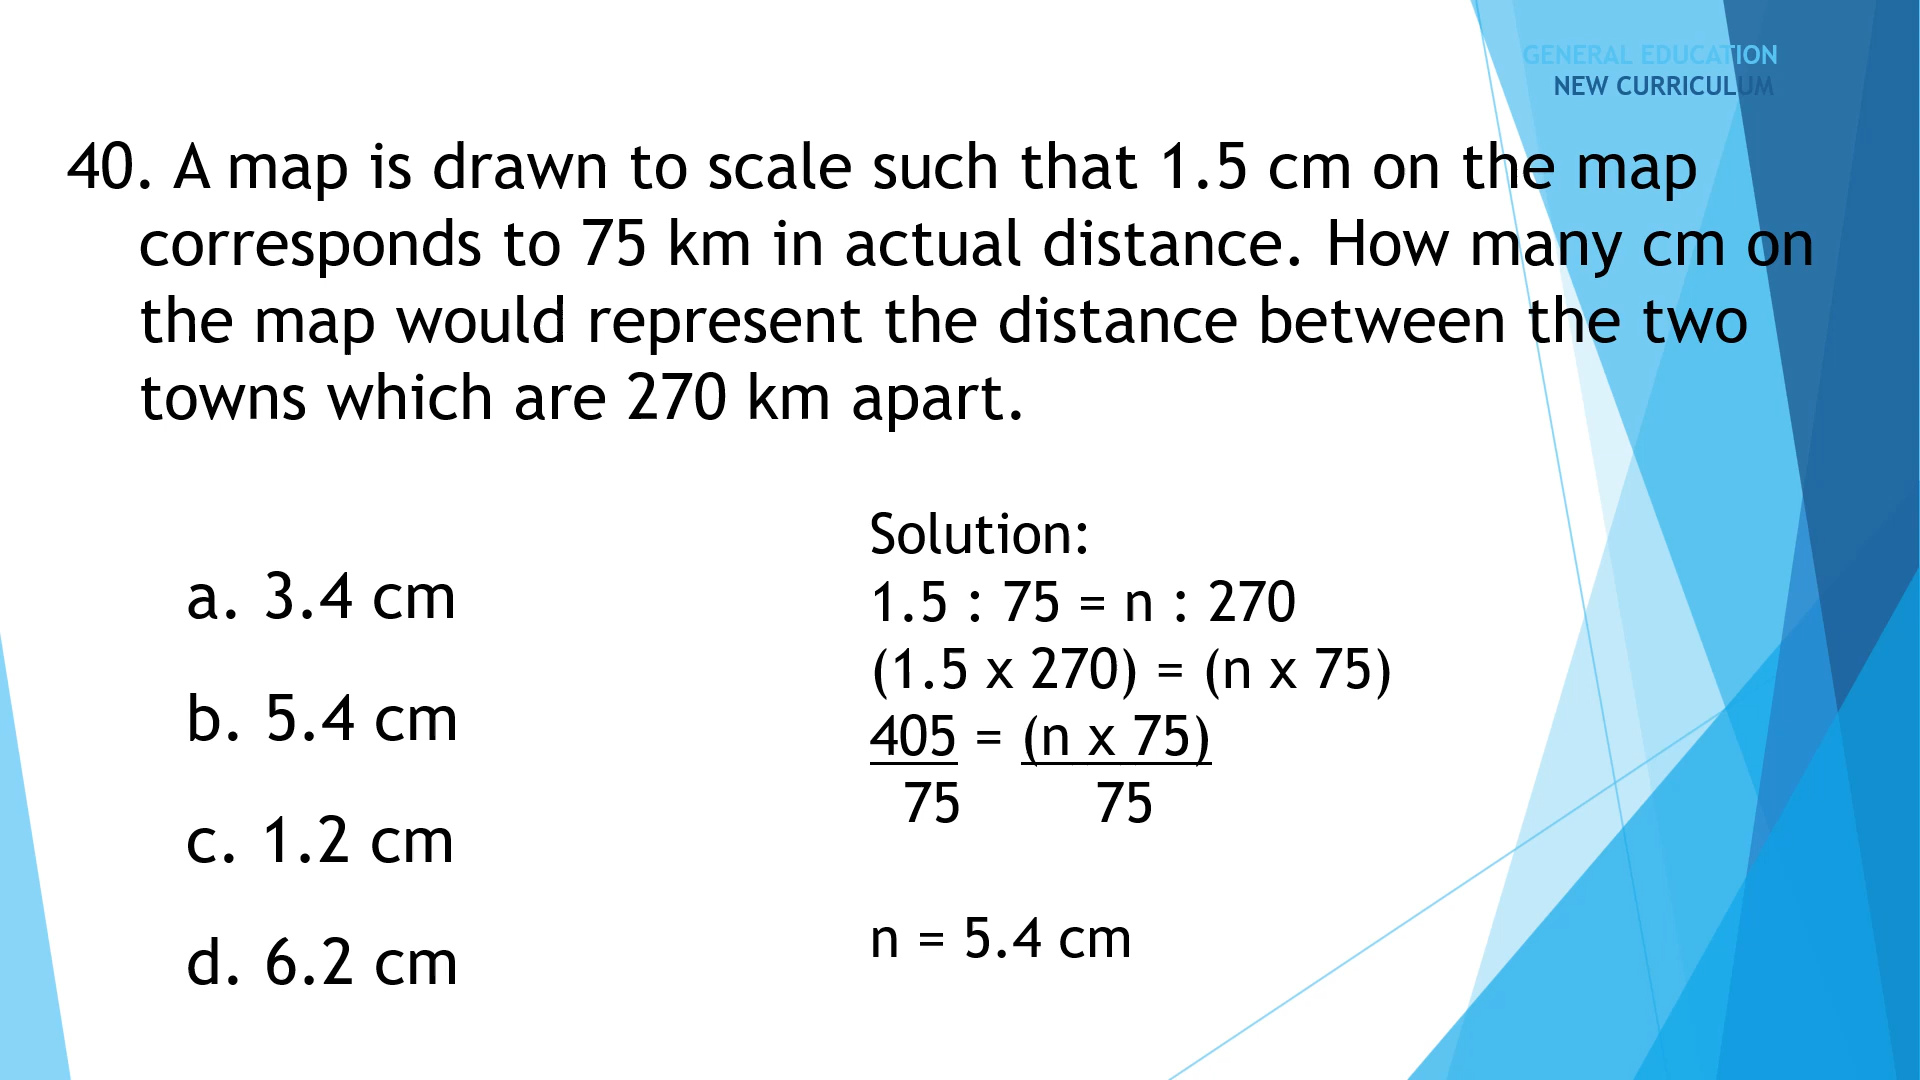 GENERAL EDUCATION
NEW CURRICULUM
40. A map is drawn to scale such that 1.5 cm on the map
corresponds to 75 km in actual distance. How many cm on
the map would represent the distance between the two
towns which are 270 km apart.
a. 3.4 cm
b. 5.4 cm
c. 1.2 cm
d. 6.2 cm
Solution:
1.5 : 75 = n : 270
(1.5 x 270) = (n x 75)
405 = (n x 75)
75 75
n = 5.4 cm